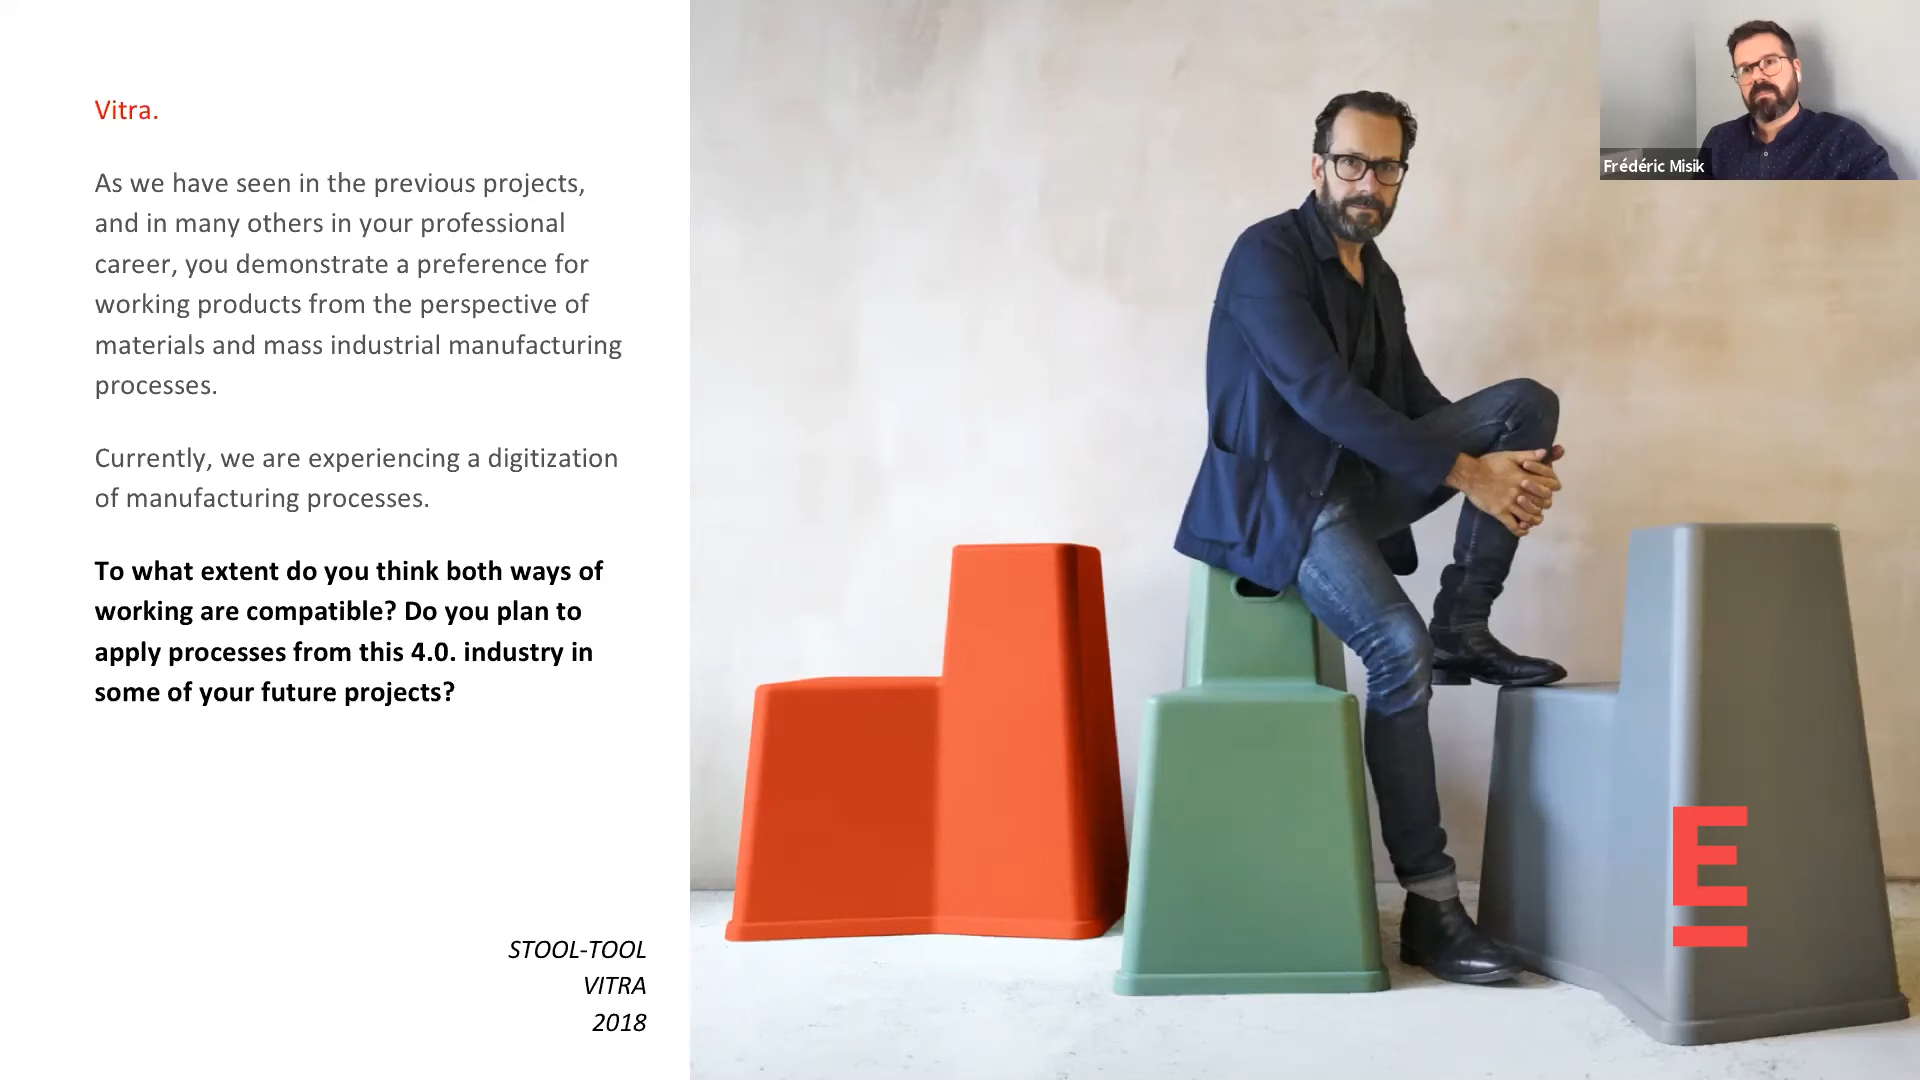 Vitra.
As we have seen in the previous projects,
and in many others in your professional
career, you demonstrate a preference for
working products from the perspective of
materials and mass industrial manufacturing
processes.
Currently, we are experiencing a digitization
of manufacturing processes.
To what extent do you think both ways of
working are compatible? Do you plan to
apply processes from this 4.0. industry in
some of your future projects?
STOOL-TOOL
VITRA
2018
Frédéric Misik
E